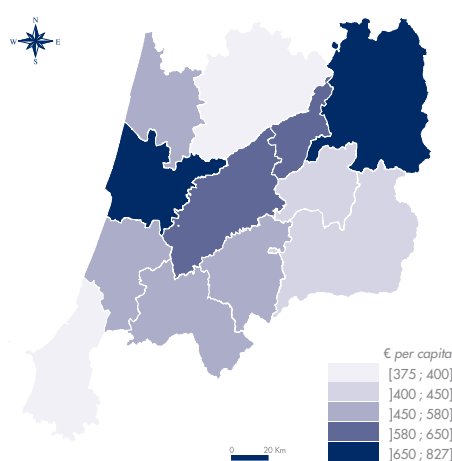 N
W E
S
€ per capita
]375 ; 400]
]400 ; 450]
]450 ; 580]
]580 ; 650]
]650 ; 827]
0 20 Km